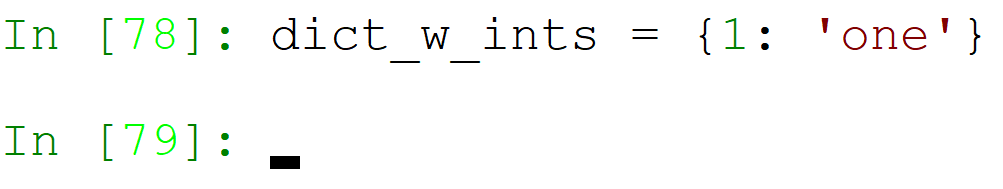 In [78]: dict_w_ints = {1: 'one'}
In [79]: